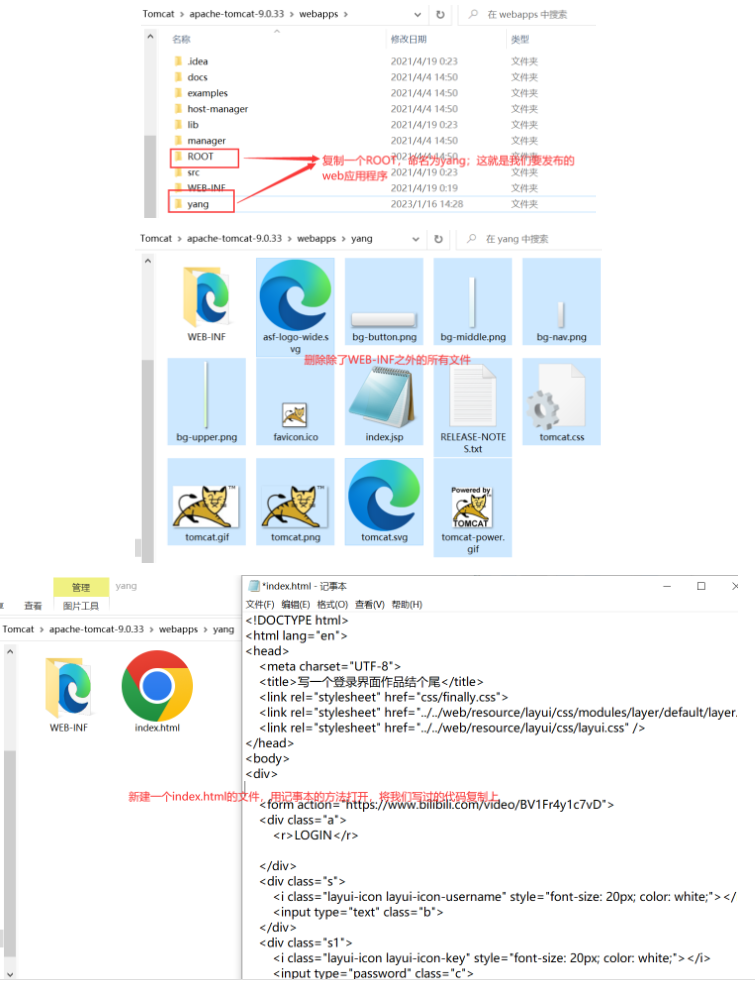 Tomcat > apache-tomcat-9.0.33 > webapps >
在 webapps 中搜索
名称 修改日期 类型
.idea 2021/4/19 0:23 文件夹
docs 2021/4/4 14:50 文件夹
examples 2021/4/4 14:50 文件夹
host-manager 2021/4/4 14:50 文件夹
lib 2021/4/19 0:23 文件夹
manager 2021/4/4 14:50 文件夹
ROOT 2021/4/4 14:50 文件夹
复制一个ROOT，命名为yang；这就是我们要发布的
web应用程序
src 2021/4/19 0:23 文件夹
WEB-INF 2021/4/19 0:19 文件夹
yang 2023/1/16 14:28 文件夹
Tomcat > apache-tomcat-9.0.33 > webapps > yang
在 yang 中搜索
WEB-INF
asf-logo-wide.s
vg
bg-button.png
bg-middle.png
bg-nav.png
删除除了WEB-INF之外的所有文件
bg-upper.png
favicon.ico
index.jsp
RELEASE-NOTE
S.txt
tomcat.css
tomcat.gif
tomcat.png
tomcat.svg
Powered by
TOMCAT
tomcat-power.
gif
管理 yang
查看 图片工具
Tomcat > apache-tomcat-9.0.33 > webapps > yang
WEB-INF
index.html
新建一个index.html的文件，用记事本的方法打开，将我们写过的代码复制上
*index.html - 记事本
文件(F) 编辑(E) 格式(O) 查看(V) 帮助(H)
<!DOCTYPE html>
<html lang="en">
<head>
<meta charset="UTF-8">
<title>写一个登录界面作品结个尾</title>
<link rel="stylesheet" href="css/finally.css">
<link rel="stylesheet" href="../../web/resource/layui/css/modules/layer/default/layer.
<link rel="stylesheet" href="../../web/resource/layui/css/layui.css" />
</head>
<body>
<div>
<form action="https://www.bilibili.com/video/BV1Fr4y1c7vD">
<div class="a">
<r>LOGIN</r>
</div>
<div class="s">
<i class="layui-icon layui-icon-username" style="font-size: 20px; color: white;"></
<input type="text" class="b">
</div>
<div class="s1">
<i class="layui-icon layui-icon-key" style="font-size: 20px; color: white;"></i>
<input type="password" class="c">